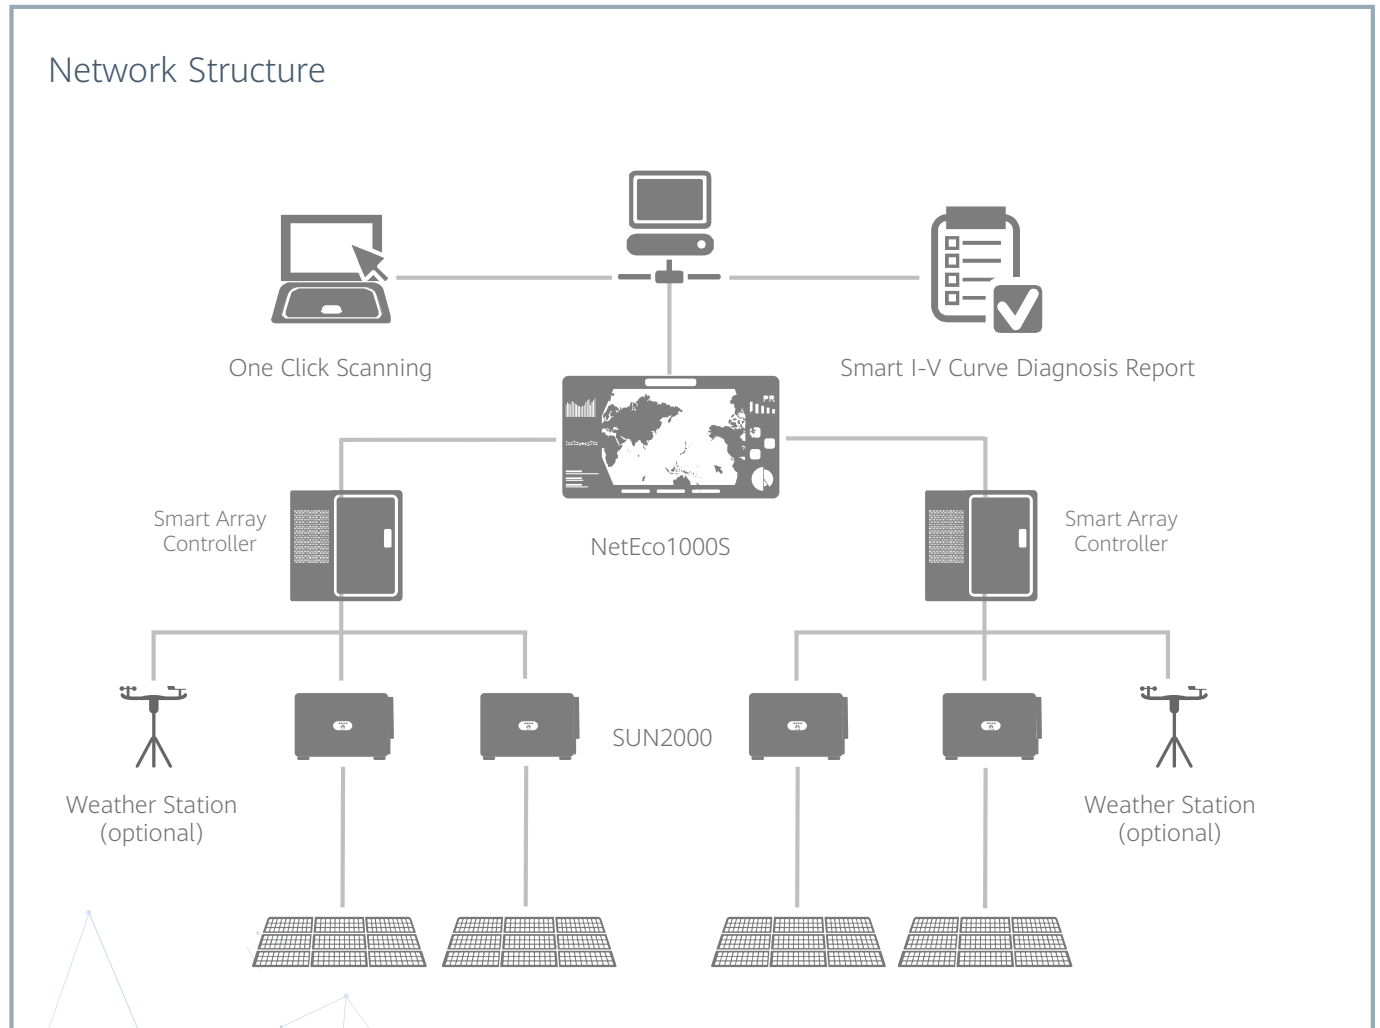 Network Structure
One Click Scanning
Smart I-V Curve Diagnosis Report
PR
Smart Array
Controller
NetEco1000S
Smart Array
Controller
SUN2000
Weather Station
(optional)
Weather Station
(optional)